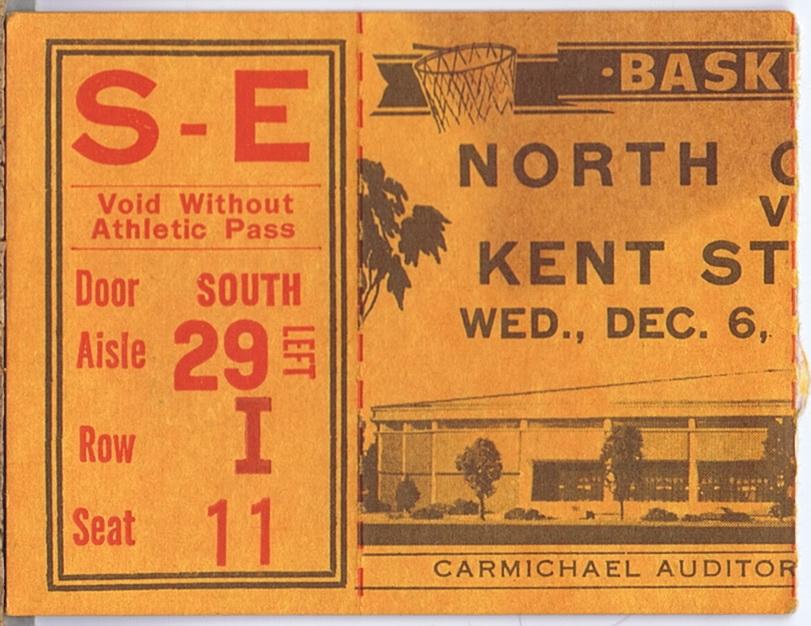 S-E
Void Without
Athletic Pass
Door SOUTH
Aisle 29 LEFT
Row I
Seat 11
·BASK
NORTH
V
KENT ST
WED., DEC. 6,
CARMICHAEL AUDITOR